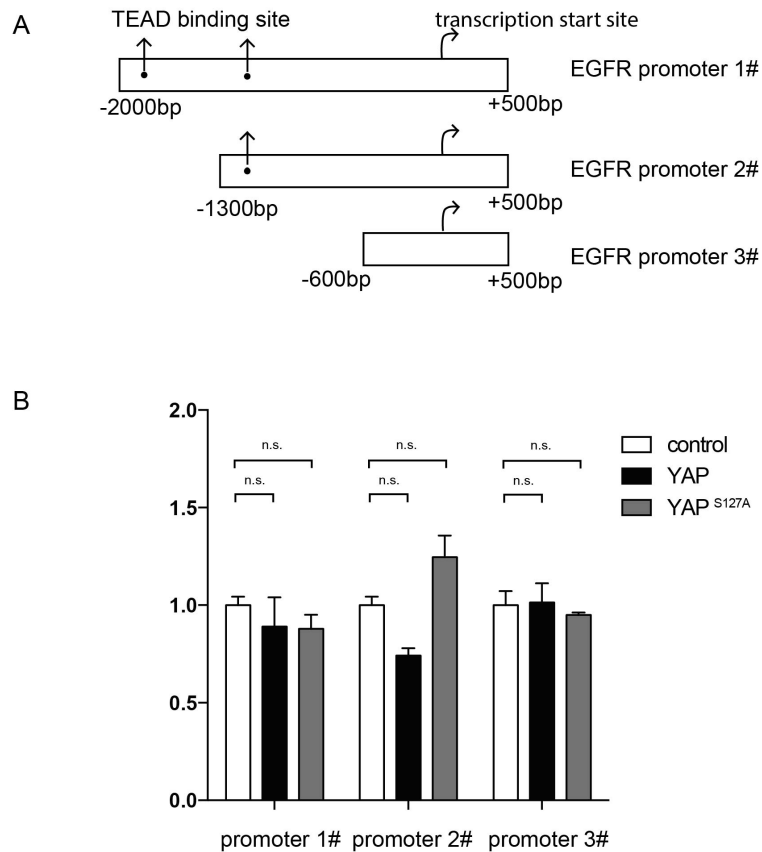 A
TEAD binding site
transcription start site
EGFR promoter 1#
-2000bp
+500bp
EGFR promoter 2#
-1300bp
+500bp
EGFR promoter 3#
-600bp
+500bp
B
2.0
1.5
1.0
0.5
0.0
n.s.
n.s.
n.s.
n.s.
n.s.
n.s.
control
YAP
YAP S127A
promoter 1#
promoter 2#
promoter 3#